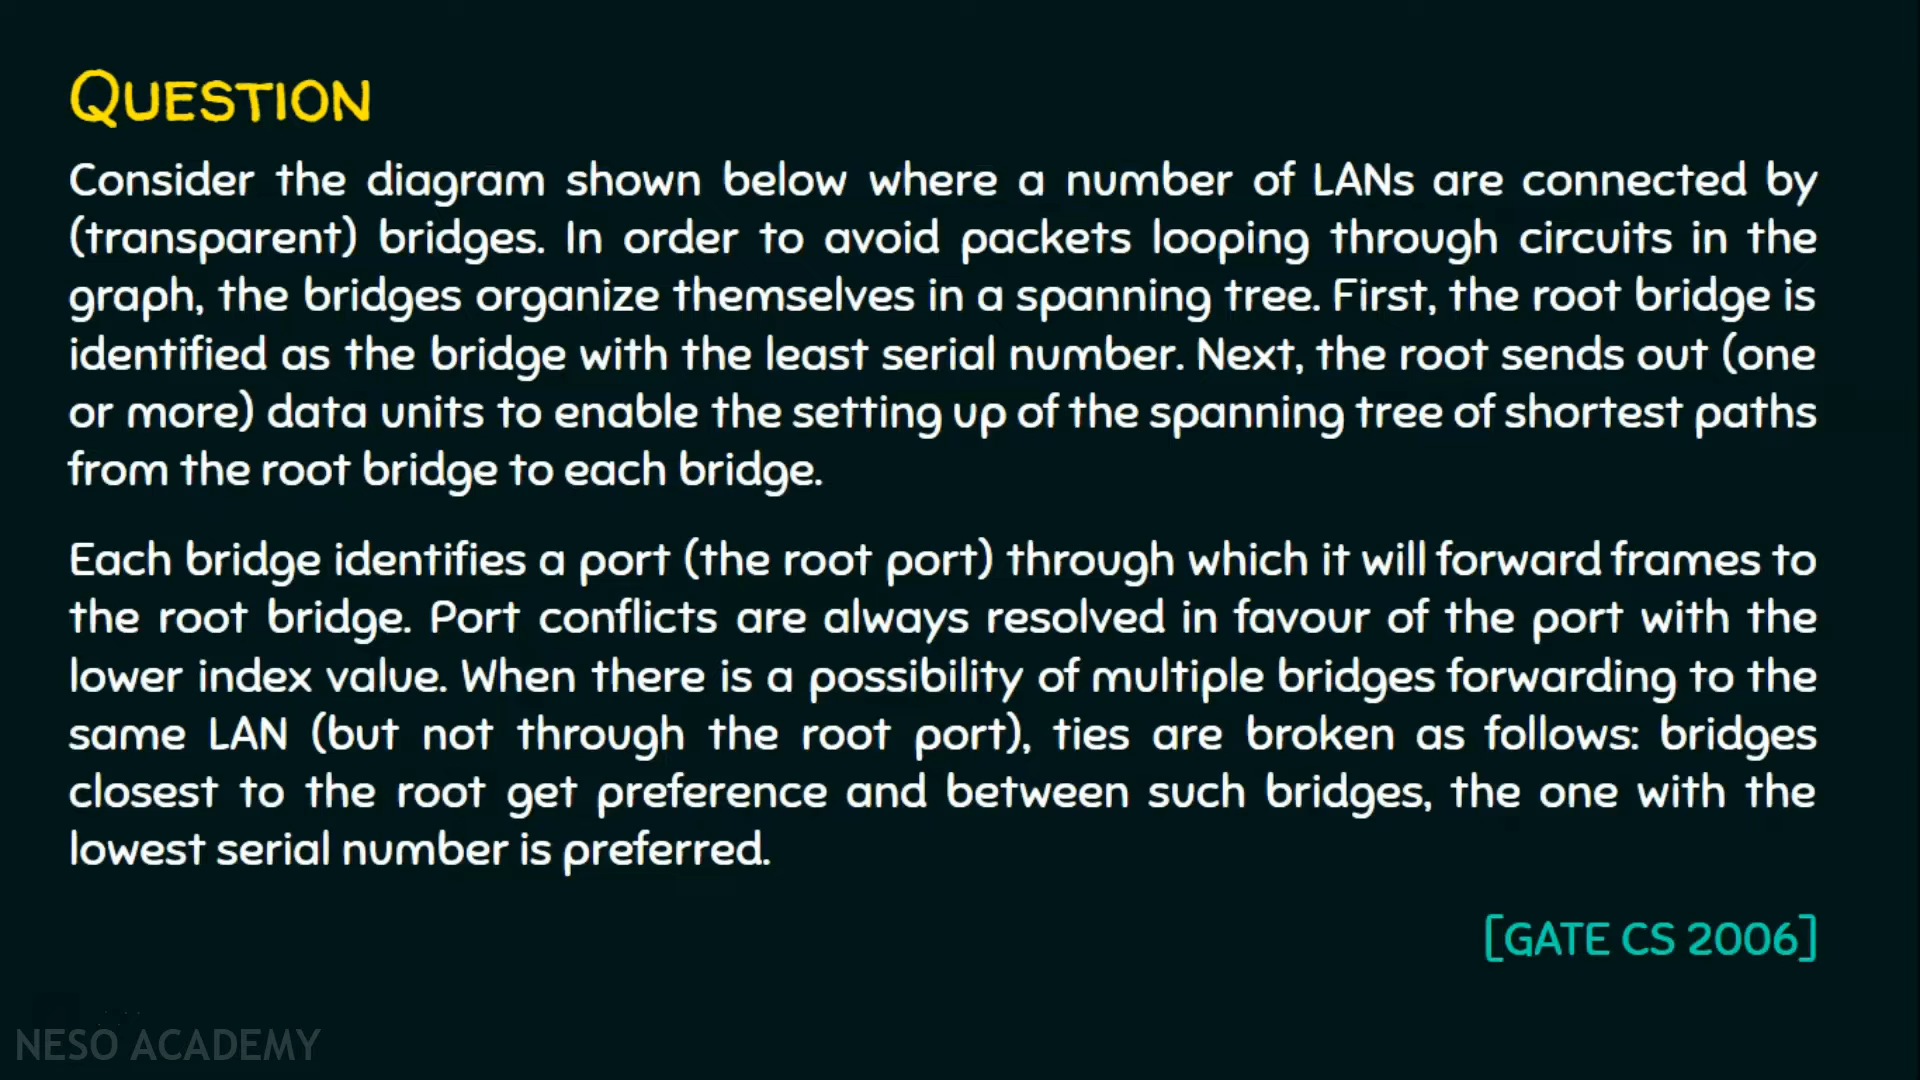 QUESTION
Consider the diagram shown below where a number of LANs are connected by
(transparent) bridges. In order to avoid packets looping through circuits in the
graph, the bridges organize themselves in a spanning tree. First, the root bridge is
identified as the bridge with the least serial number. Next, the root sends out (one
or more) data units to enable the setting up of the spanning tree of shortest paths
from the root bridge to each bridge.
Each bridge identifies a port (the root port) through which it will forward frames to
the root bridge. Port conflicts are always resolved in favour of the port with the
lower index value. When there is a possibility of multiple bridges forwarding to the
same LAN (but not through the root port), ties are broken as follows: bridges
closest to the root get preference and between such bridges, the one with the
lowest serial number is preferred.
[GATE CS 2006]
NESO ACADEMY